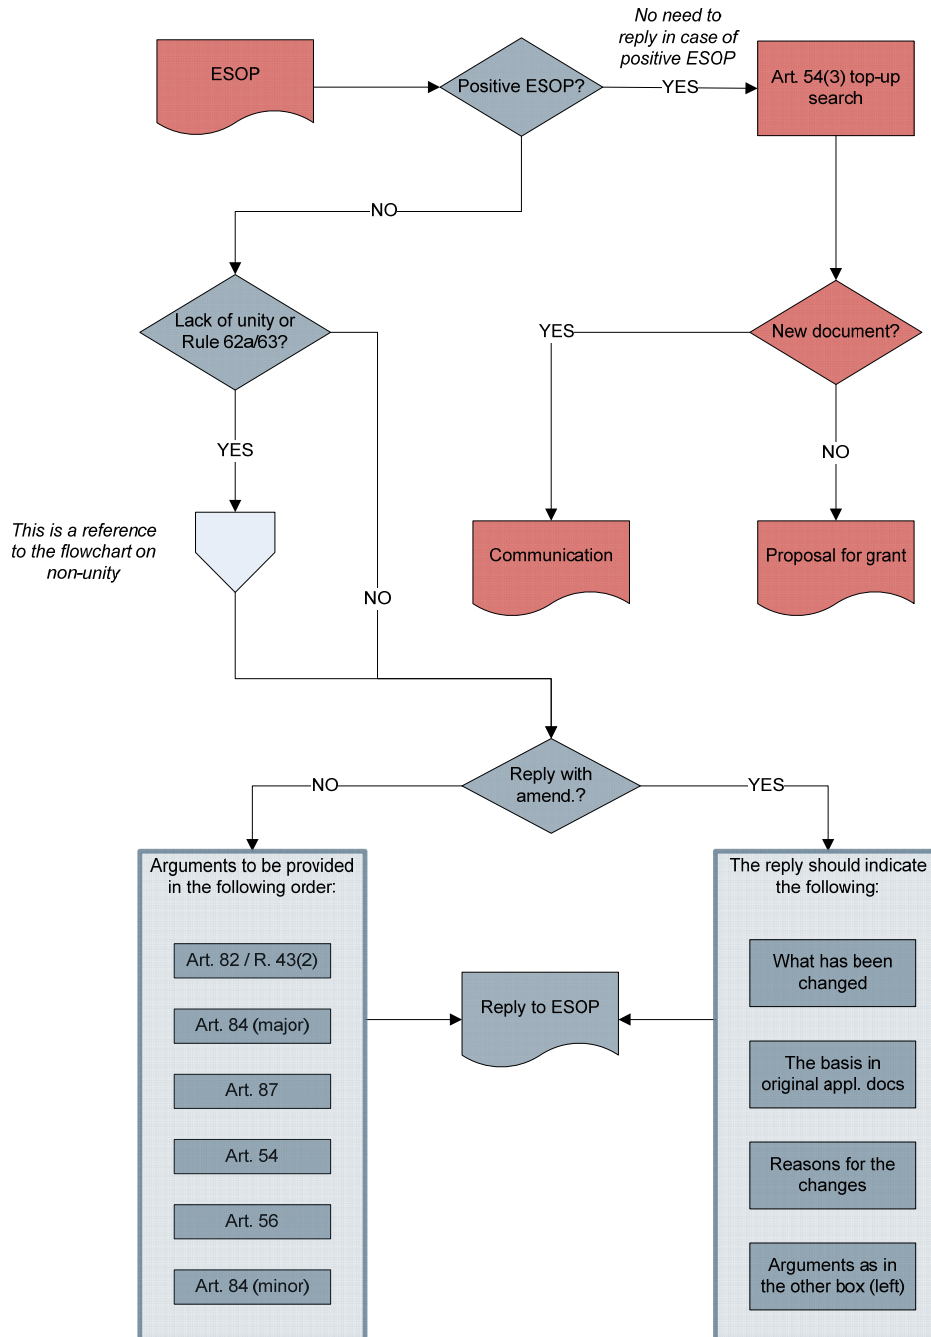 No need to
reply in case of
positive ESOP
ESOP
Positive ESOP?
YES
Art. 54(3) top-up
search
NO
Lack of unity or
Rule 62a/63?
YES
New document?
YES
NO
This is a reference
to the flowchart on
non-unity
Communication
Proposal for grant
NO
Reply with
amend.?
NO
YES
Arguments to be provided
in the following order:
Art. 82 / R. 43(2)
Art. 84 (major)
Art. 87
Art. 54
Art. 56
Art. 84 (minor)
Reply to ESOP
The reply should indicate
the following:
What has been
changed
The basis in
original appl. docs
Reasons for the
changes
Arguments as in
the other box (left)